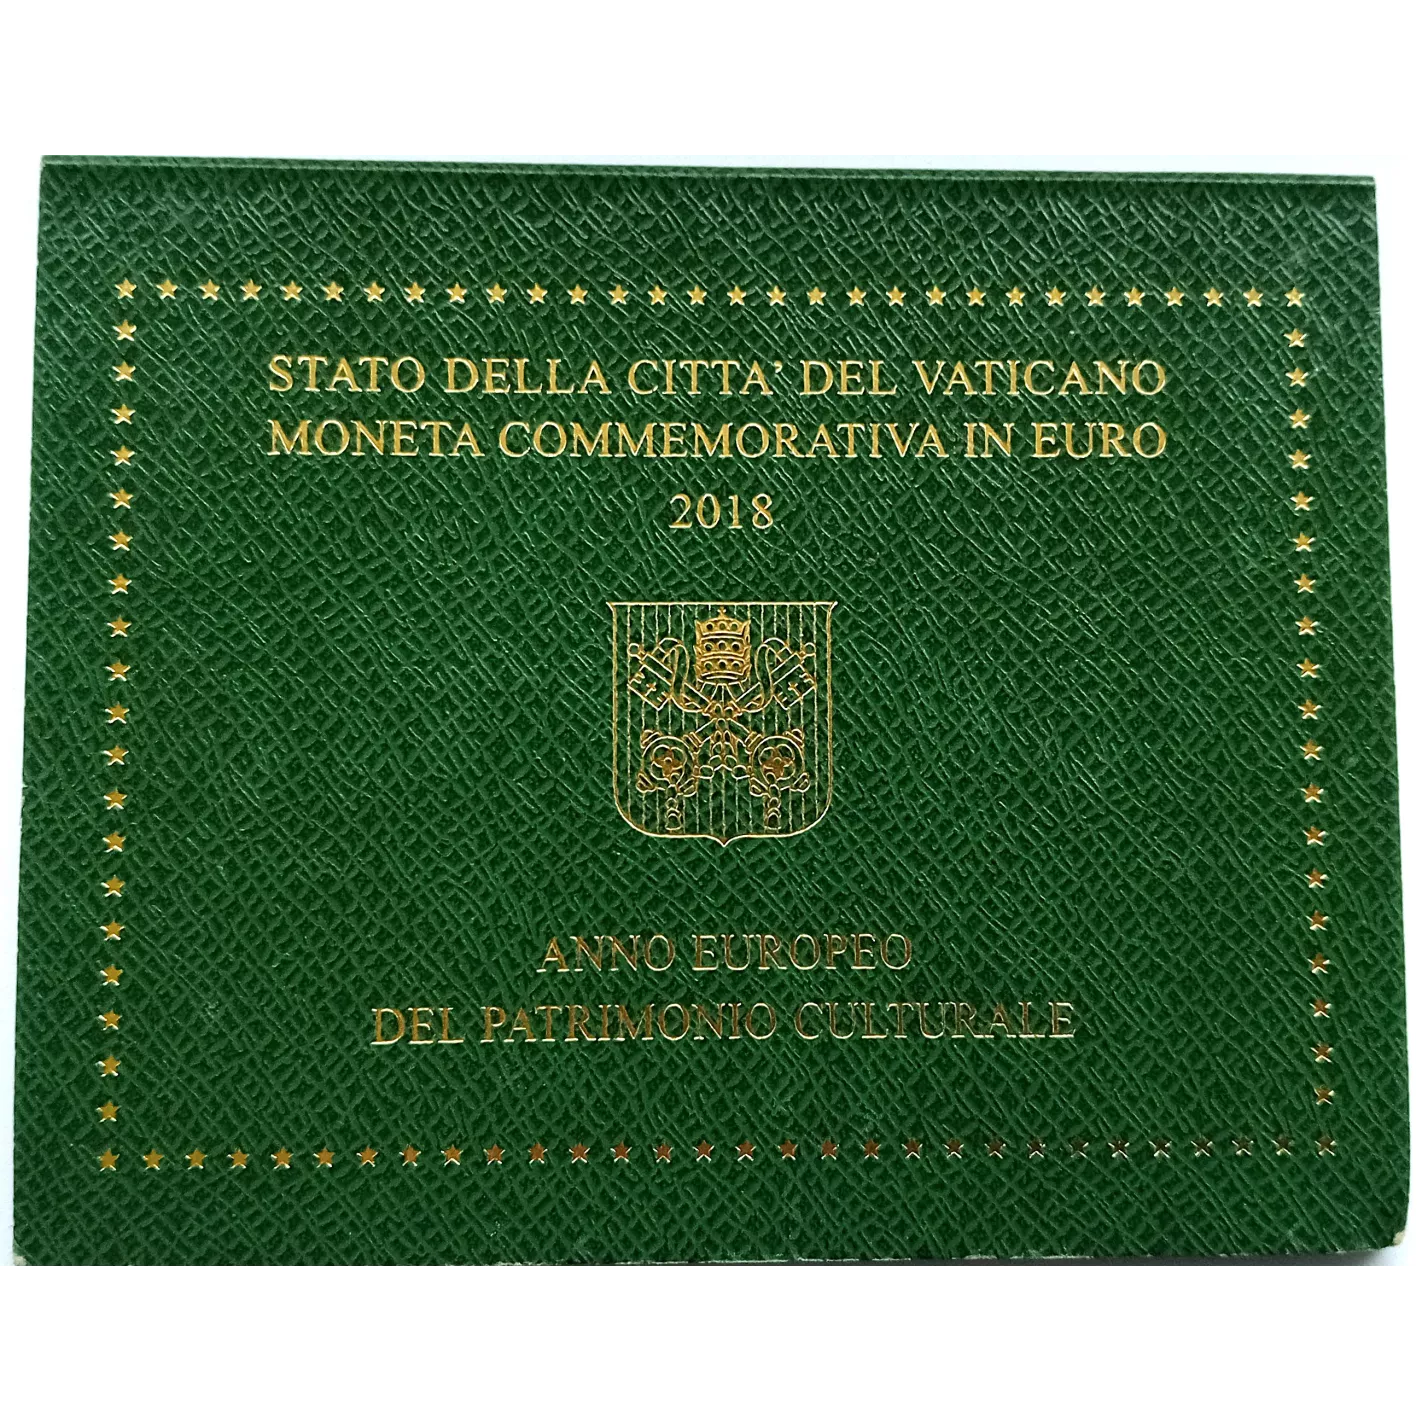 STATO DELLA CITTA' DEL VATICANO
MONETA COMMEMORATIVA IN EURO
2018
ANNO EUROPEO
DEL PATRIMONIO CULTURALE